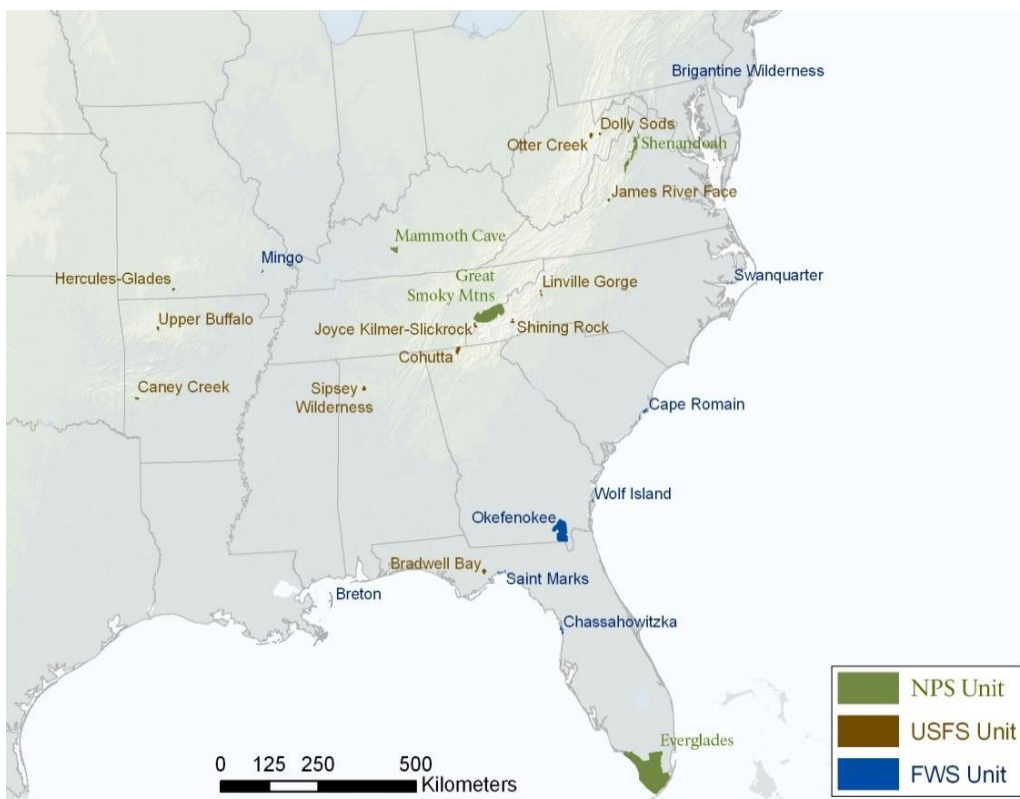 Brigantine Wilderness
Dolly Sods
Otter Creek
Shenandoah
James River Face
Mammoth Cave
Mingo
Hercules-Glades
Great
Smoky Mtns
Linville Gorge
Swanquarter
Upper Buffalo
Joyce Kilmer-Slickrock
Shining Rock
Cohutta
Caney Creek
Sipsey
Wilderness
Cape Romain
Wolf Island
Okefenokee
Bradwell Bay
Saint Marks
Breton
Chassahowitzka
Everglades
NPS Unit
USFS Unit
FWS Unit
0 125 250 500
Kilometers